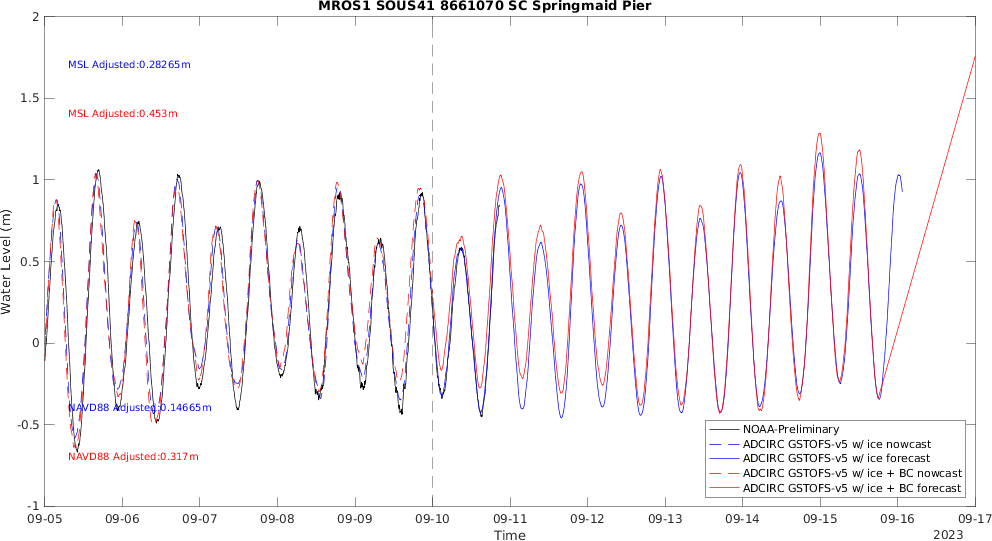 MROS1 SOUS41 8661070 SC Springmaid Pier
2
1.5
1
0.5
0
-0.5
-1
Water Level (m)
MSL Adjusted:0.28265m
MSL Adjusted:0.453m
NAVD88 Adjusted:0.14665m
NAVD88 Adjusted:0.317m
NOAA-Preliminary
ADCIRC GSTOFS-v5 w/ ice nowcast
ADCIRC GSTOFS-v5 w/ ice forecast
ADCIRC GSTOFS-v5 w/ ice + BC nowcast
ADCIRC GSTOFS-v5 w/ ice + BC forecast
09-05 09-06 09-07 09-08 09-09 09-10 09-11 09-12 09-13 09-14 09-15 09-16 09-17
Time
2023